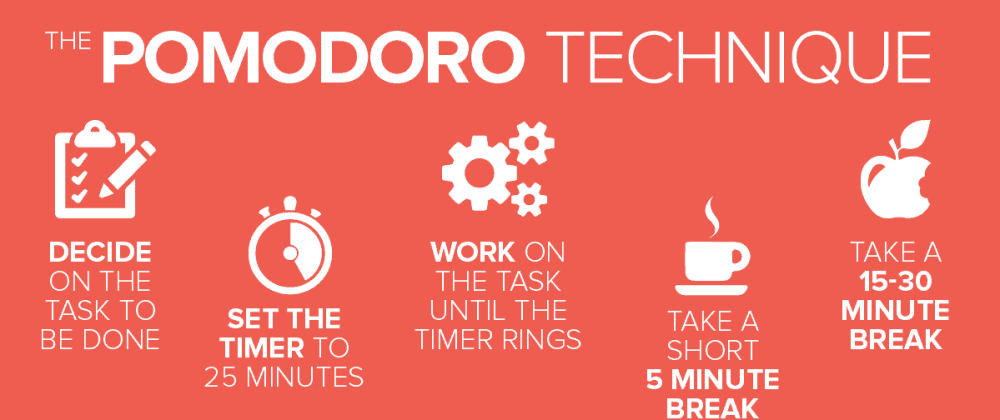 THE POMODORO TECHNIQUE
DECIDE
ON THE
TASK TO
BE DONE
SET THE
TIMER TO
25 MINUTES
WORK ON
THE TASK
UNTIL THE
TIMER RINGS
TAKE A
SHORT
5 MINUTE
BREAK
TAKE A
15-30
MINUTE
BREAK